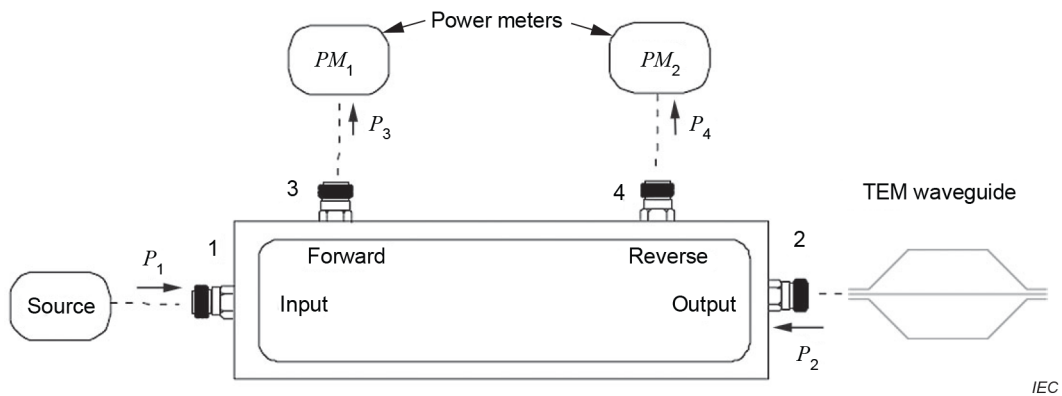 Power meters
PM1
PM2
P3
P4
3
4
TEM waveguide
1
2
P1
Forward
Reverse
Source
Input
Output
P2
IEC